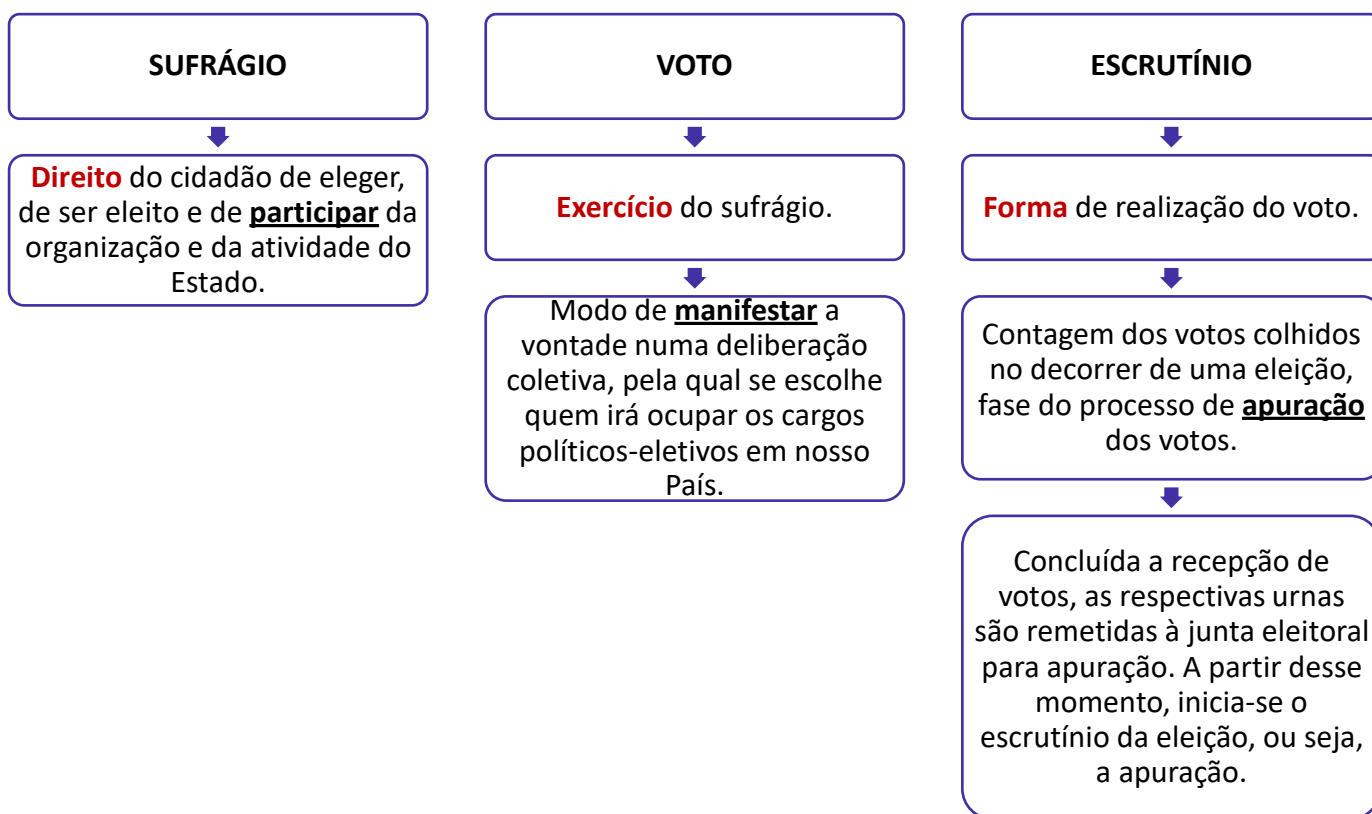 SUFRÁGIO
Direito do cidadão de eleger,
de ser eleito e de participar da
organização e da atividade do
Estado.
VOTO
Exercício do sufrágio.
Modo de manifestar a
vontade numa deliberação
coletiva, pela qual se escolhe
quem irá ocupar os cargos
políticos-eletivos em nosso
País.
ESCRUTÍNIO
Forma de realização do voto.
Contagem dos votos colhidos
no decorrer de uma eleição,
fase do processo de apuração
dos votos.
Concluída a recepção de
votos, as respectivas urnas
são remetidas à junta eleitoral
para apuração. A partir desse
momento, inicia-se o
escrutínio da eleição, ou seja,
a apuração.